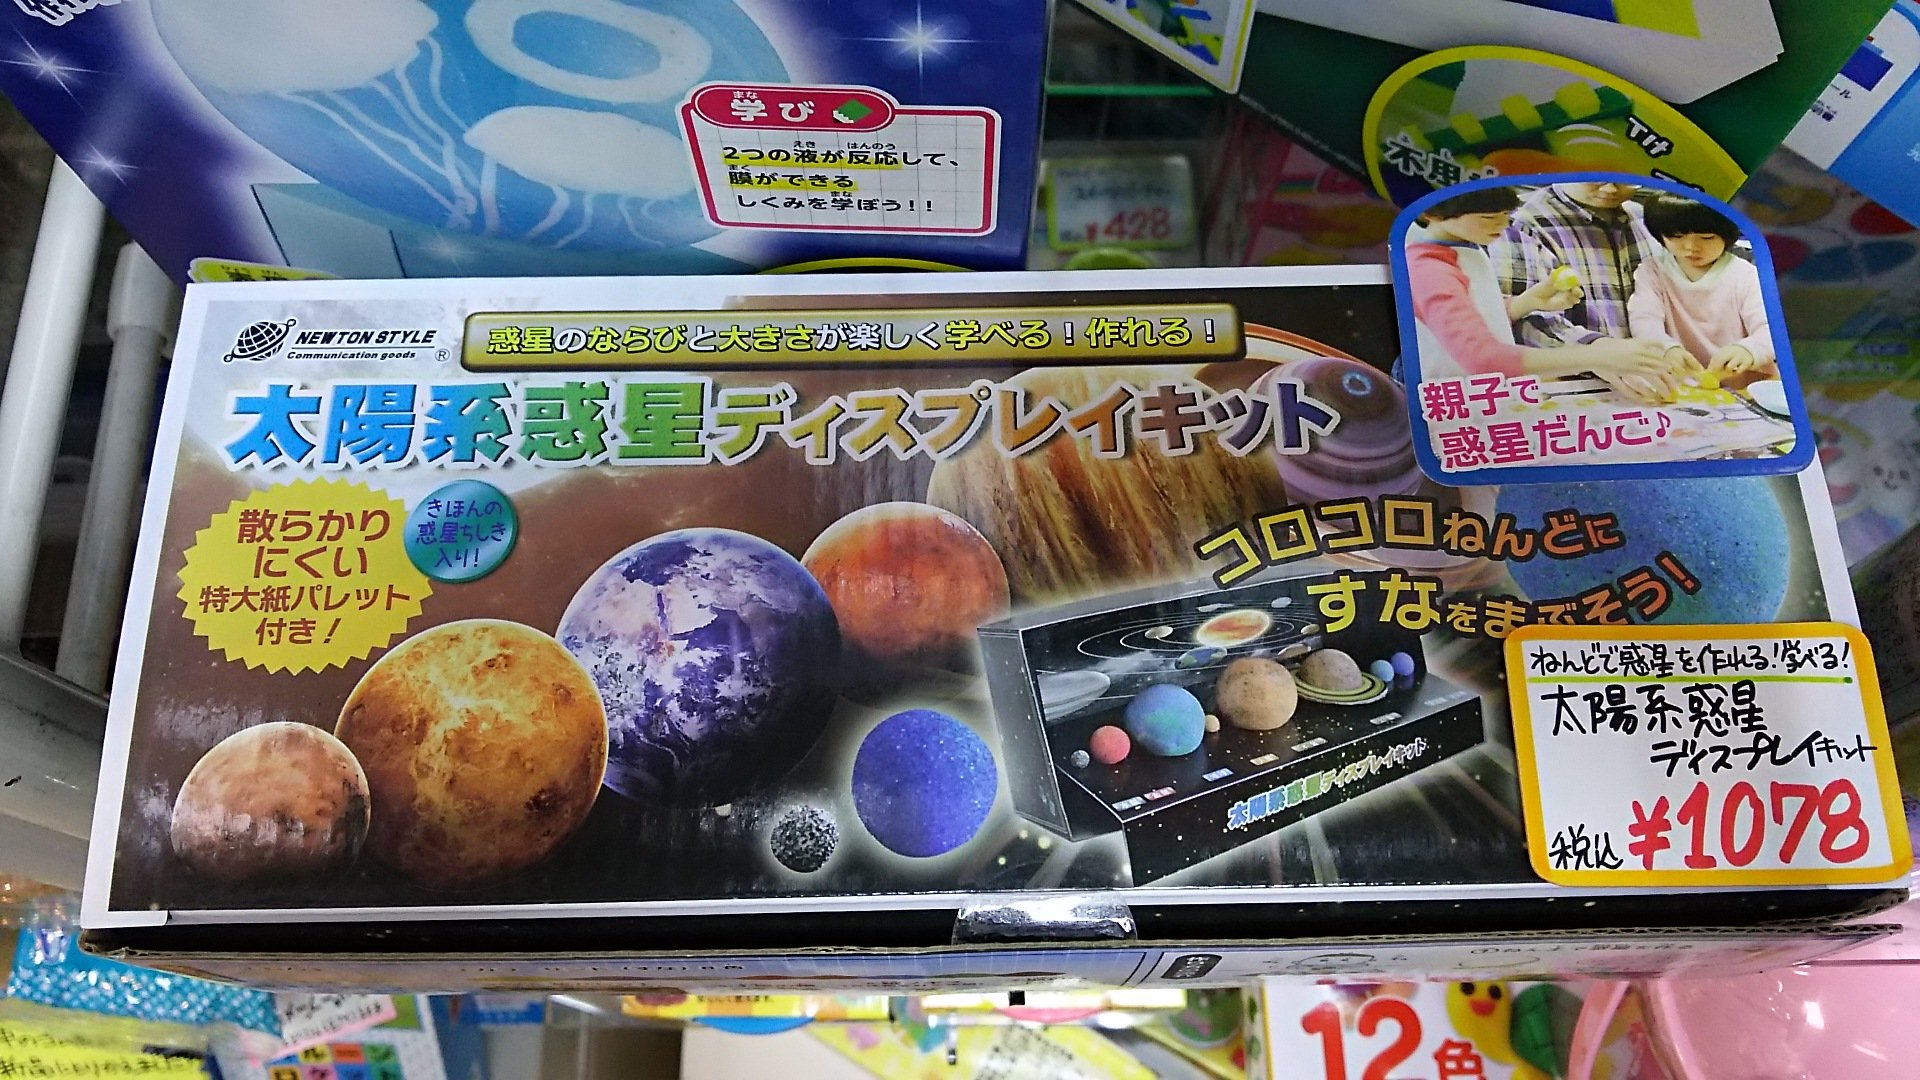 学び
2つの液が反応して、
膜ができる
しくみを学ぼう!!
¥428
NEWTON STYLE
Communication goods ®
惑星のならびと大きさが楽しく学べる!作れる!
太陽系惑星ディスプレイキット
親子で
惑星だんご♪
散らかり
にくい
特大紙パレット
付き!
きほんの
惑星ちしき
入り!
コロコロねんどに
すなをまぶそう!
太陽系惑星ディスプレイキット
ねんどで惑星を作れる!学べる!
太陽系惑星
ディスプレイキット
税込 ¥1078
12色